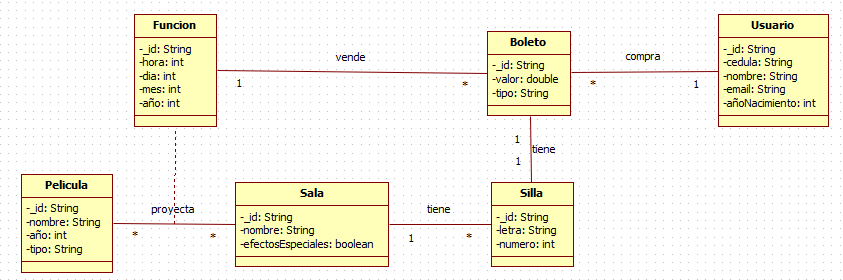 Funcion
-_id: String
-hora: int
-dia: int
-mes: int
-año: int
vende
1
*
Boleto
-_id: String
-valor: double
-tipo: String
compra
*
1
Usuario
-_id: String
-cedula: String
-nombre: String
-email: String
-añoNacimiento: int
1
1
tiene
Pelicula
-_id: String
-nombre: String
-año: int
-tipo: String
proyecta
*
*
Sala
-_id: String
-nombre: String
-efectosEspeciales: boolean
tiene
1
*
Silla
-_id: String
-letra: String
-numero: int